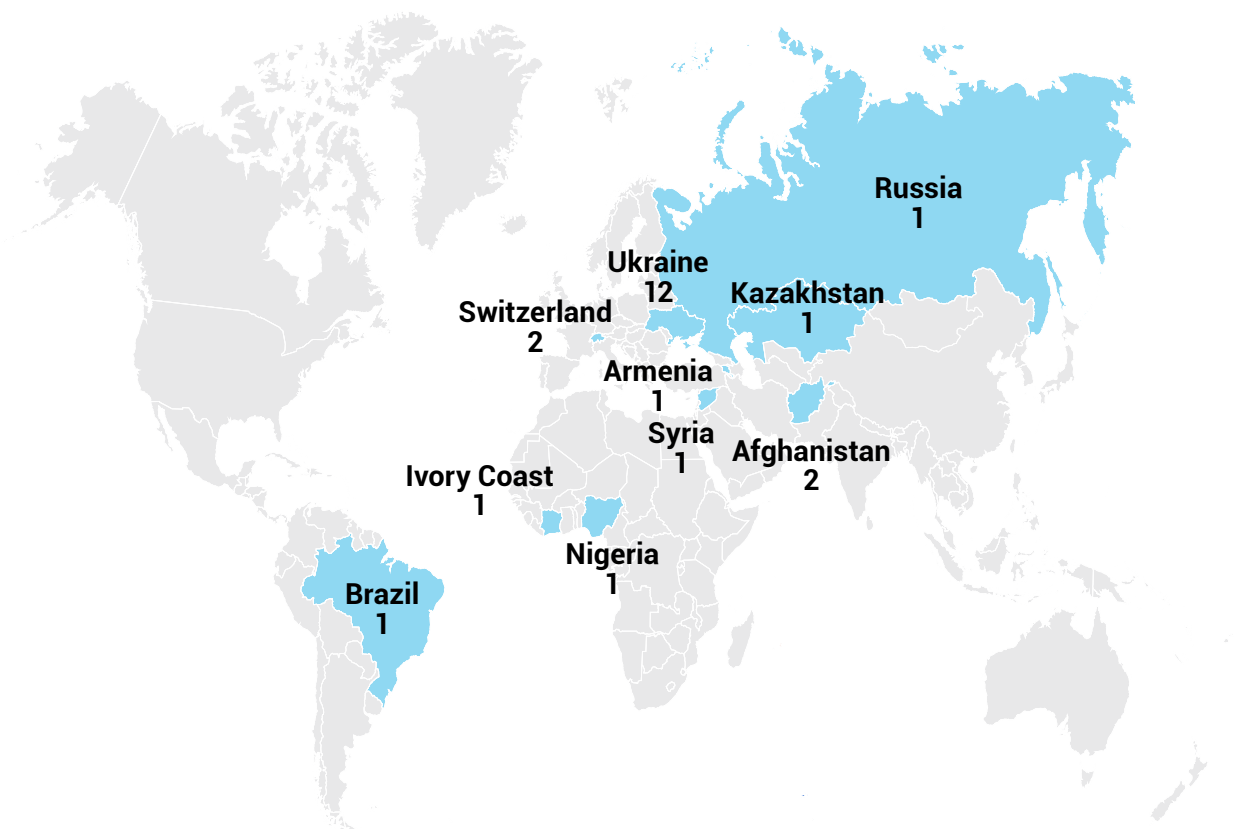 Russia
1
Ukraine
12
Kazakhstan
1
Switzerland
2
Armenia
1
Syria
1
Afghanistan
2
Ivory Coast
1
Nigeria
1
Brazil
1